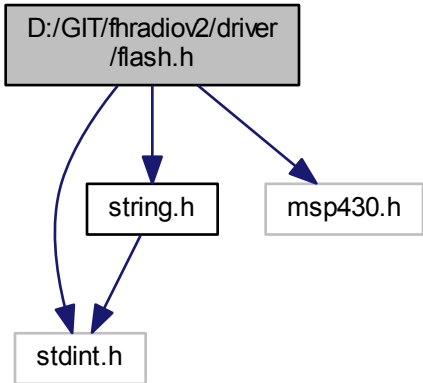 D:/GIT/fhradiov2/driver
/flash.h
string.h
msp430.h
stdint.h